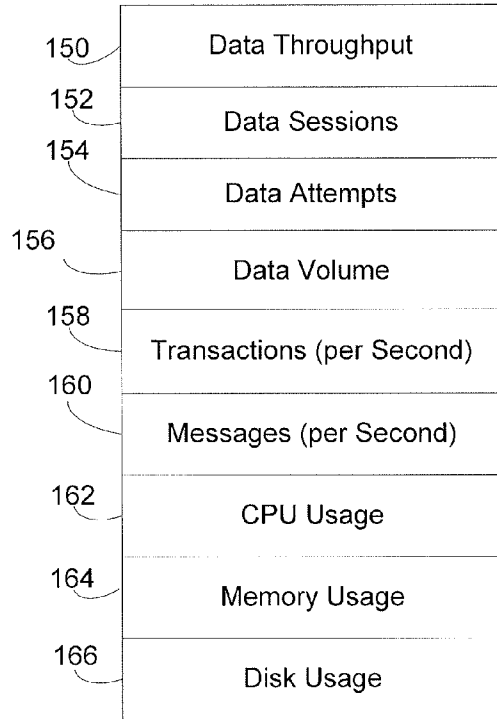 150 Data Throughput
152 Data Sessions
154 Data Attempts
156 Data Volume
158 Transactions (per Second)
160 Messages (per Second)
162 CPU Usage
164 Memory Usage
166 Disk Usage